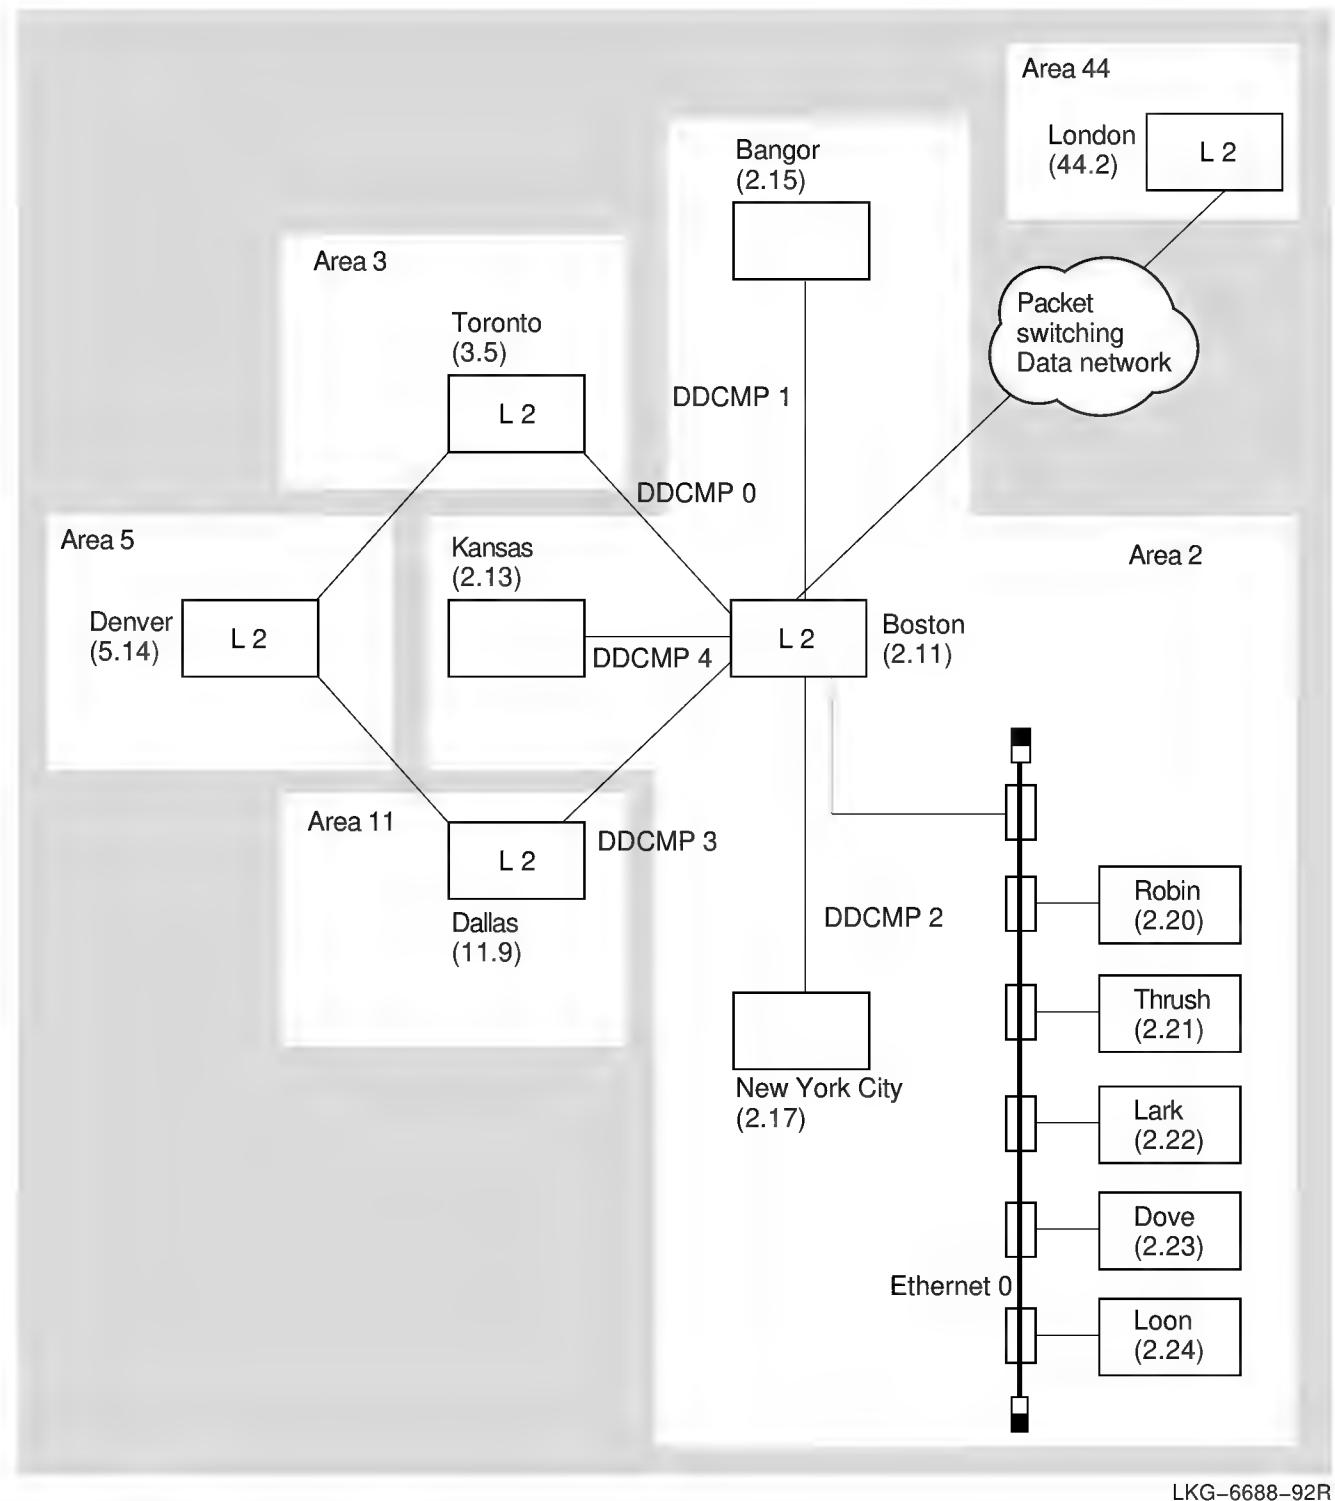 Area 44
London
(44.2)
L 2
Bangor
(2.15)
Area 3
Toronto
(3.5)
L 2
Packet
switching
Data network
DDCMP 1
DDCMP 0
Area 5
Kansas
(2.13)
Area 2
Denver
(5.14)
L 2
DDCMP 4
L 2
Boston
(2.11)
Area 11
L 2
DDCMP 3
Dallas
(11.9)
DDCMP 2
Robin
(2.20)
Thrush
(2.21)
New York City
(2.17)
Lark
(2.22)
Dove
(2.23)
Ethernet 0
Loon
(2.24)
LKG–6688–92R